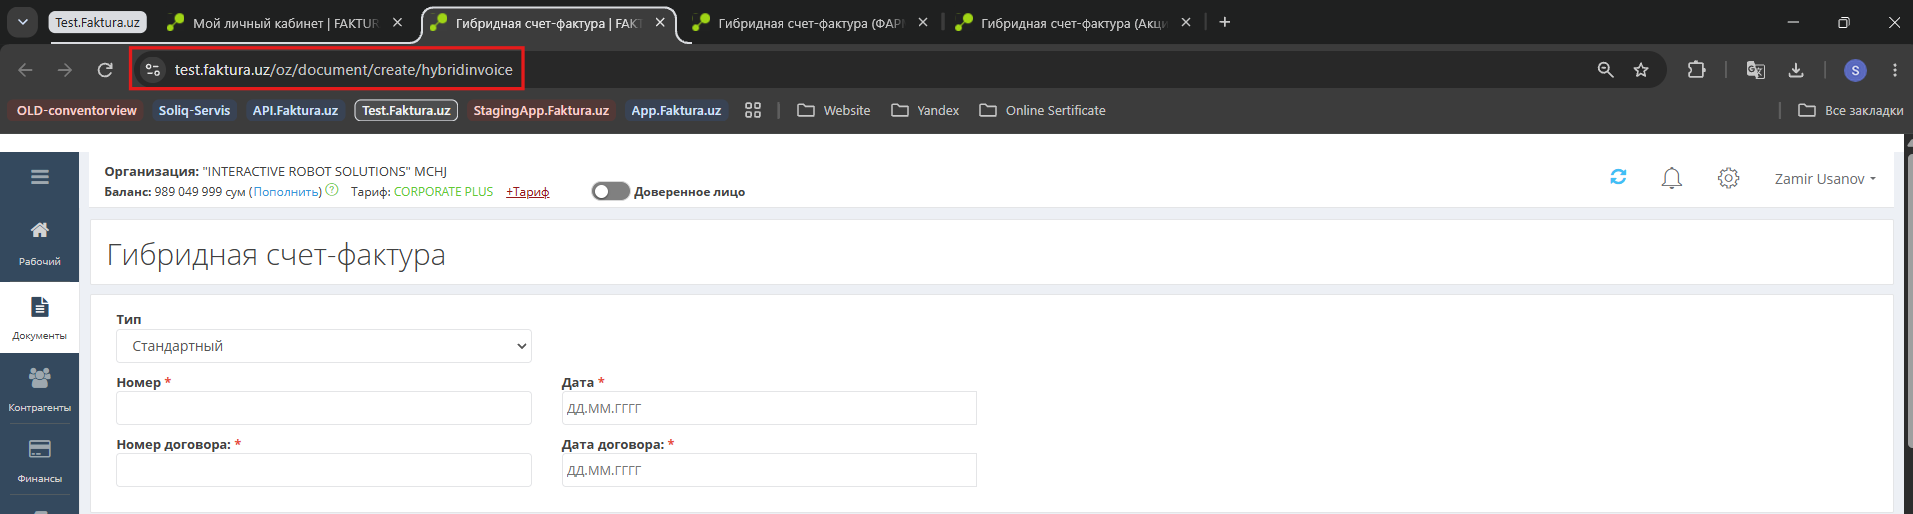 Test.Faktura.uz
Мой личный кабинет | FAKTUR
Гибридная счет-фактура | FAKT
Гибридная счет-фактура (ФАРМ
Гибридная счет-фактура (Акци
test.faktura.uz/oz/document/create/hybridinvoice
S
OLD-conventorview
Soliq-Servis
API.Faktura.uz
Test.Faktura.uz
StagingApp.Faktura.uz
App.Faktura.uz
Website
Yandex
Online Sertificate
Все закладки
Организация: "INTERACTIVE ROBOT SOLUTIONS" MCHJ
Баланс: 989 049 999 сум (Пополнить) ? Тариф: CORPORATE PLUS +Тариф
Доверенное лицо
Zamir Usanov
Рабочий
Документы
Контрагенты
Финансы
Гибридная счет-фактура
Тип
Стандартный
Номер *
Дата *
ДД.ММ.ГГГГ
Номер договора: *
Дата договора: *
ДД.ММ.ГГГГ